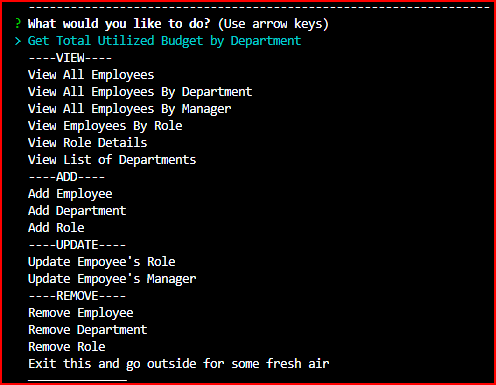 ? What would you like to do? (Use arrow keys)
> Get Total Utilized Budget by Department
----VIEW----
View All Employees
View All Employees By Department
View All Employees By Manager
View Employees By Role
View Role Details
View List of Departments
----ADD----
Add Employee
Add Department
Add Role
----UPDATE----
Update Empoyee's Role
Update Empoyee's Manager
----REMOVE----
Remove Employee
Remove Department
Remove Role
Exit this and go outside for some fresh air